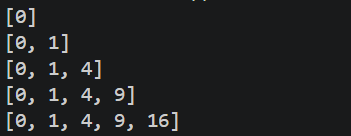 [0]
[0, 1]
[0, 1, 4]
[0, 1, 4, 9]
[0, 1, 4, 9, 16]